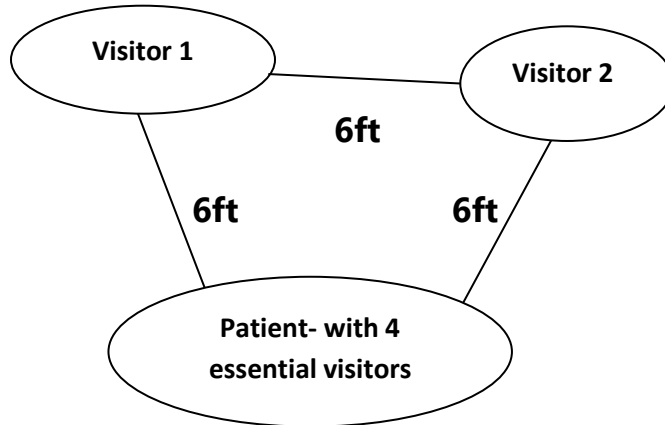 Visitor 1
Visitor 2
6ft
6ft
6ft
Patient- with 4
essential visitors